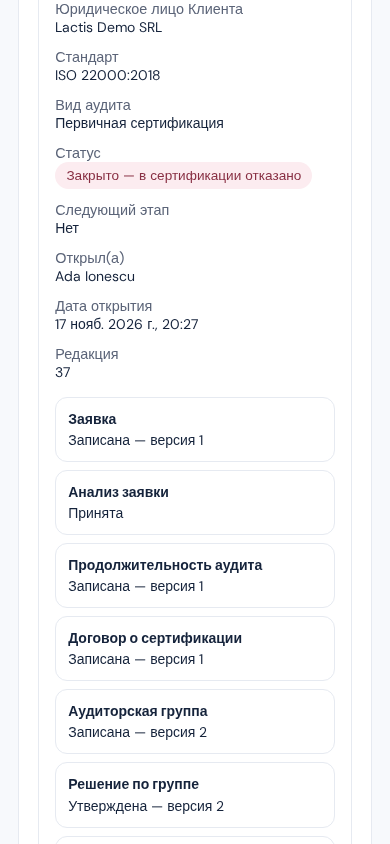 Юридическое лицо Клиента
Lactis Demo SRL
Стандарт
ISO 22000:2018
Вид аудита
Первичная сертификация
Статус
Закрыто — в сертификации отказано
Следующий этап
Нет
Открыл(а)
Ada Ionescu
Дата открытия
17 нояб. 2026 г., 20:27
Редакция
37
Заявка
Записана — версия 1
Анализ заявки
Принята
Продолжительность аудита
Записана — версия 1
Договор о сертификации
Записана — версия 1
Аудиторская группа
Записана — версия 2
Решение по группе
Утверждена — версия 2